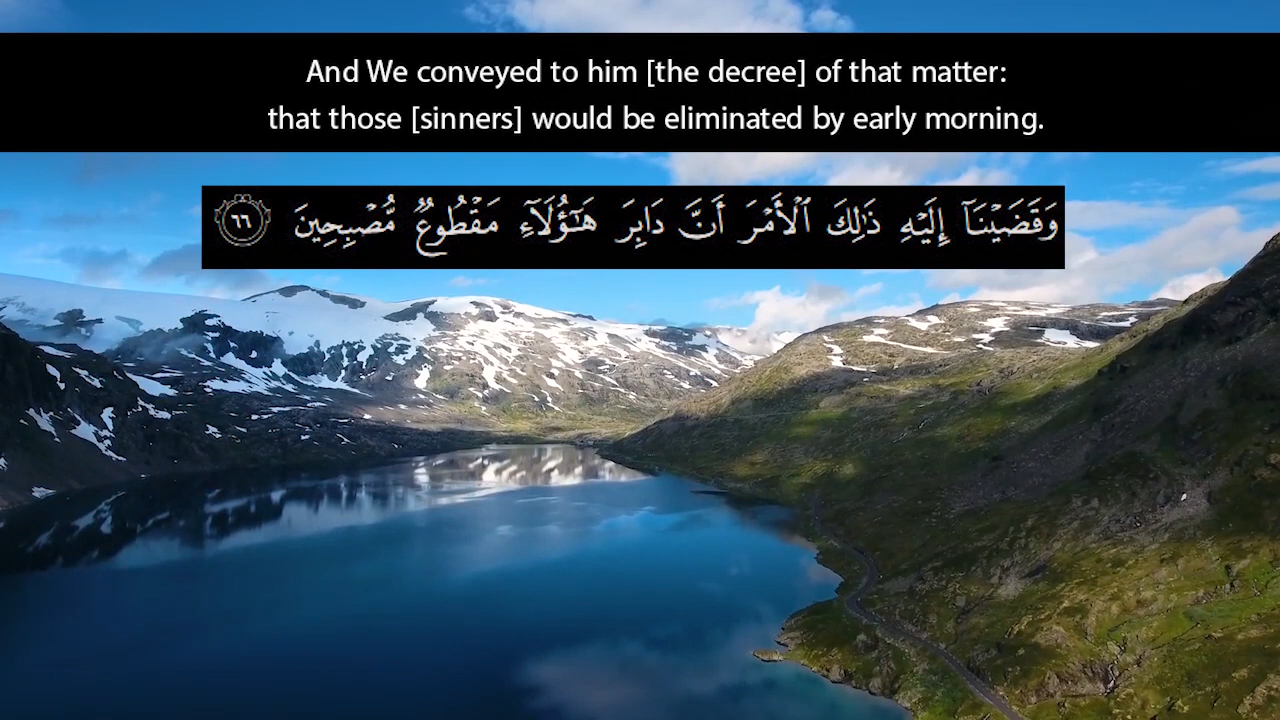 And We conveyed to him [the decree] of that matter:
that those [sinners] would be eliminated by early morning.
وَقَضَيْنَآ إِلَيْهِ ذَٰلِكَ ٱلْأَمْرَ أَنَّ دَابِرَ هَـٰٓؤُلَآءِ مَقْطُوعٌ مُّصْبِحِينَ ٦٦